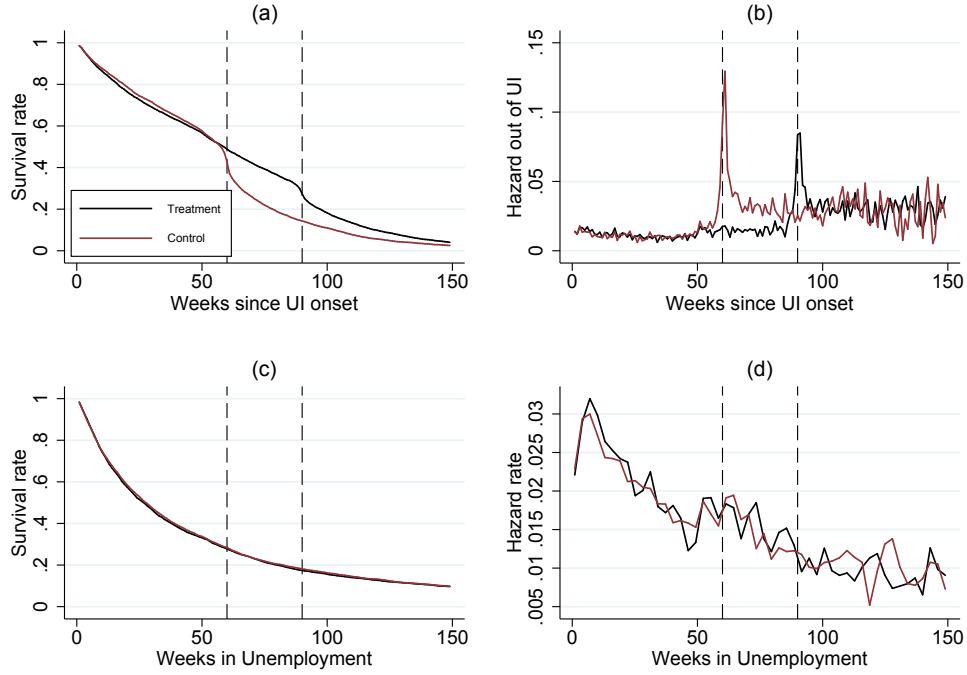 (a)
Survival rate
0 .2 .4 .6 .8 1
Treatment
Control
0 50 100 150
Weeks since UI onset
(b)
Hazard out of UI
0 .05 .1 .15
0 50 100 150
Weeks since UI onset
(c)
Survival rate
0 .2 .4 .6 .8 1
0 50 100 150
Weeks in Unemployment
(d)
Hazard rate
.005 .01 .015 .02 .025 .03
0 50 100 150
Weeks in Unemployment